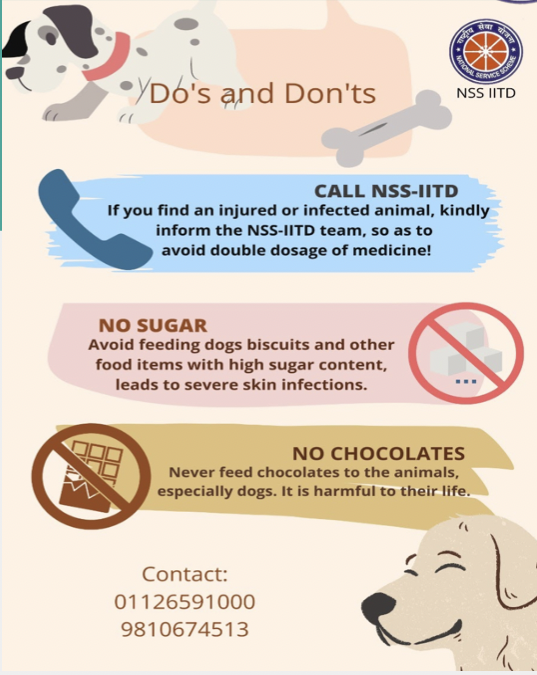 Do's and Don'ts
राष्ट्रीय सेवा योजना
NATIONAL SERVICE SCHEME
NSS IITD
CALL NSS-IITD
If you find an injured or infected animal, kindly
inform the NSS-IITD team, so as to
avoid double dosage of medicine!
NO SUGAR
Avoid feeding dogs biscuits and other
food items with high sugar content,
leads to severe skin infections.
NO CHOCOLATES
Never feed chocolates to the animals,
especially dogs. It is harmful to their life.
Contact:
01126591000
9810674513